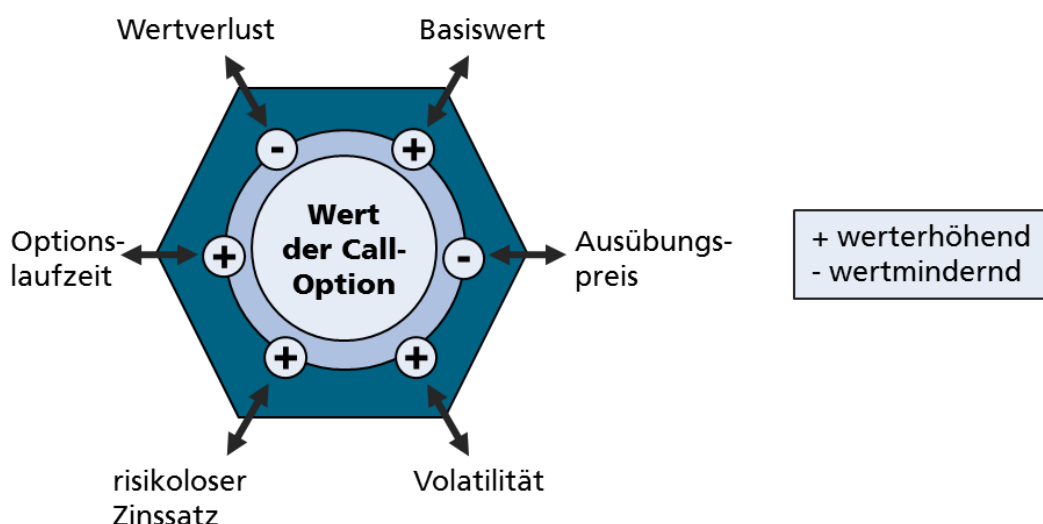 Wertverlust
Basiswert
-
+
Options-
laufzeit
+
Wert
der Call-
Option
-
Ausübungs-
preis
+
+
risikoloser
Zinssatz
Volatilität
+ werterhöhend
- wertmindernd